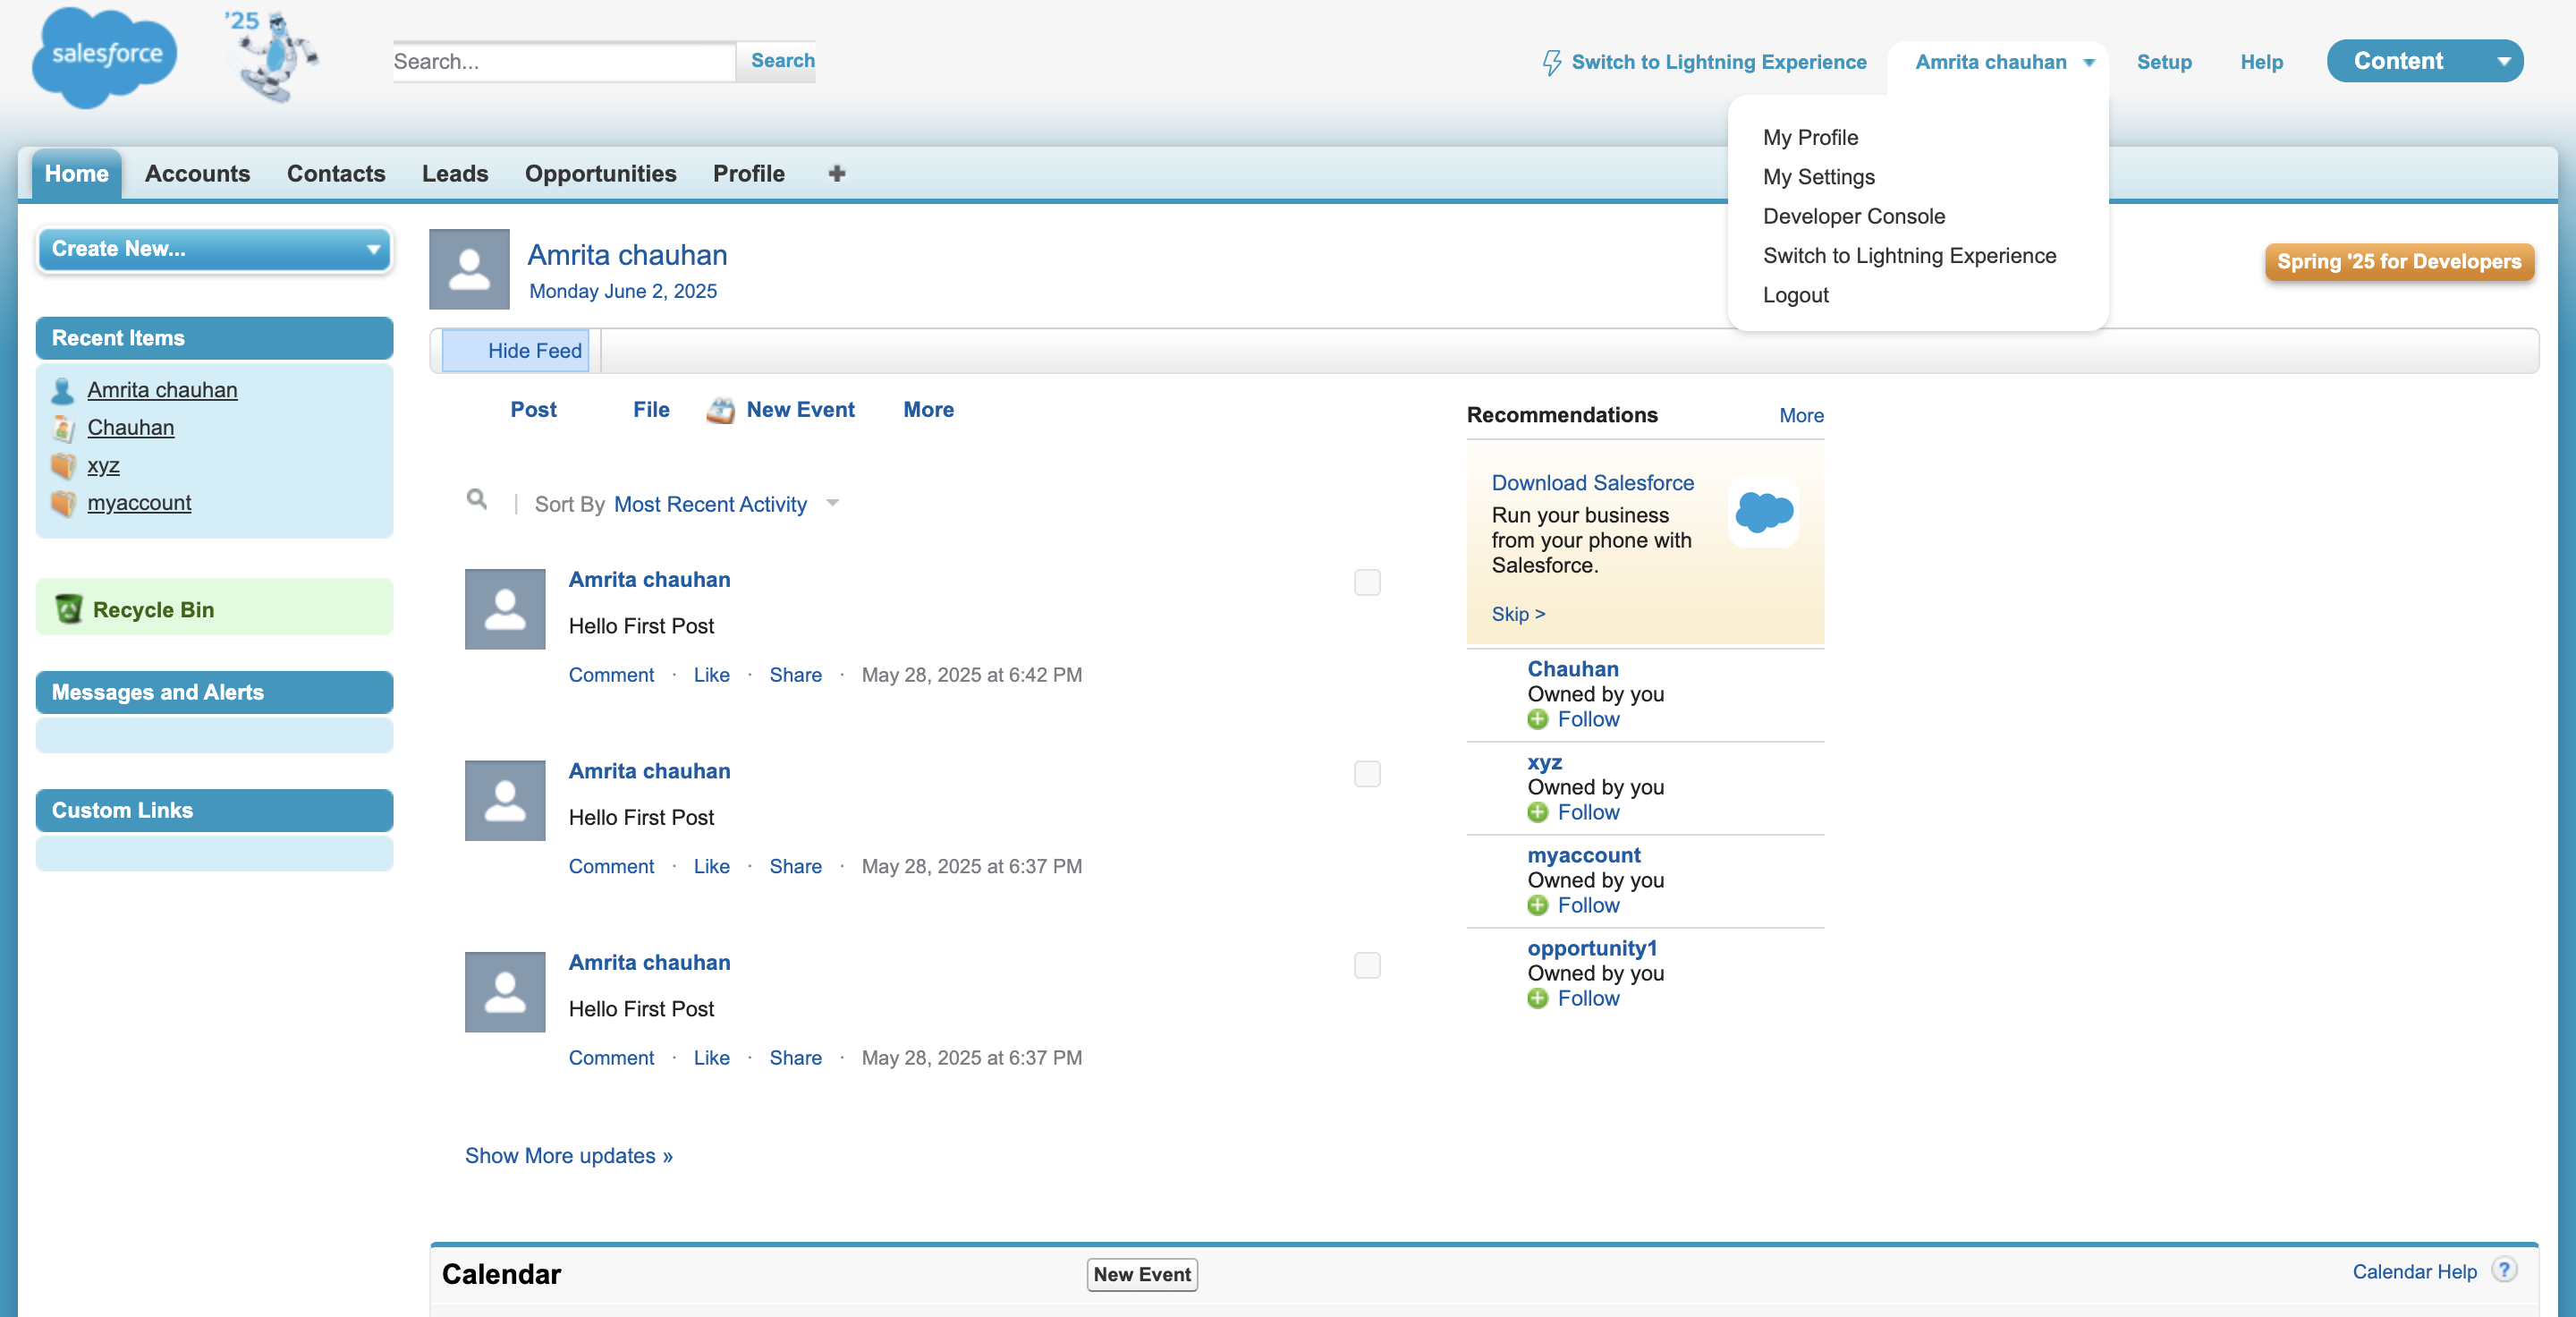 salesforce
'25
Search...
Search
Switch to Lightning Experience
Amrita chauhan
Setup
Help
Content
My Profile
My Settings
Developer Console
Switch to Lightning Experience
Logout
Home
Accounts
Contacts
Leads
Opportunities
Profile
Create New...
Recent Items
Amrita chauhan
Chauhan
xyz
myaccount
Recycle Bin
Messages and Alerts
Custom Links
Amrita chauhan
Monday June 2, 2025
Spring '25 for Developers
Hide Feed
Post
File
New Event
More
Sort By Most Recent Activity
Amrita chauhan
Hello First Post
Comment · Like · Share · May 28, 2025 at 6:42 PM
Amrita chauhan
Hello First Post
Comment · Like · Share · May 28, 2025 at 6:37 PM
Amrita chauhan
Hello First Post
Comment · Like · Share · May 28, 2025 at 6:37 PM
Show More updates »
Recommendations
More
Download Salesforce
Run your business
from your phone with
Salesforce.
Skip >
Chauhan
Owned by you
Follow
xyz
Owned by you
Follow
myaccount
Owned by you
Follow
opportunity1
Owned by you
Follow
Calendar
New Event
Calendar Help ?